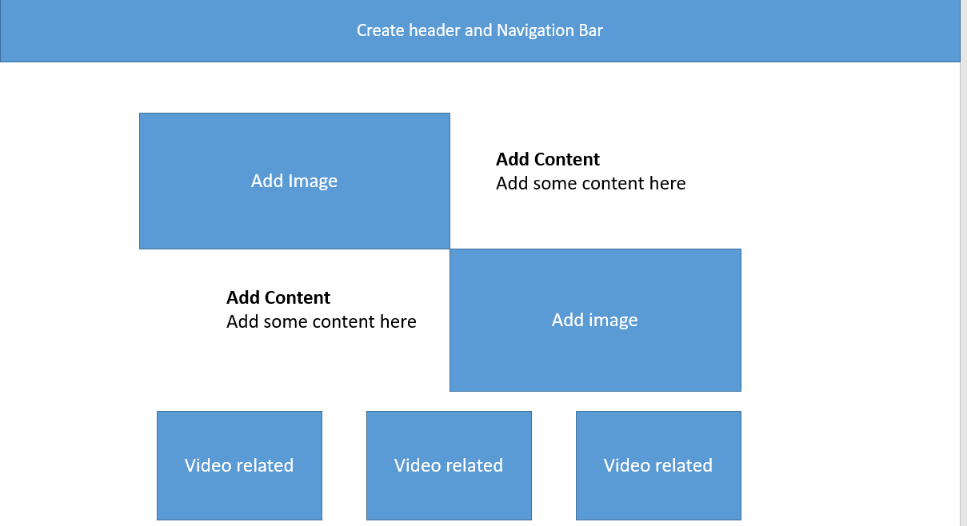 Create header and Navigation Bar
Add Image
Add Content
Add some content here
Add Content
Add some content here
Add image
Video related
Video related
Video related